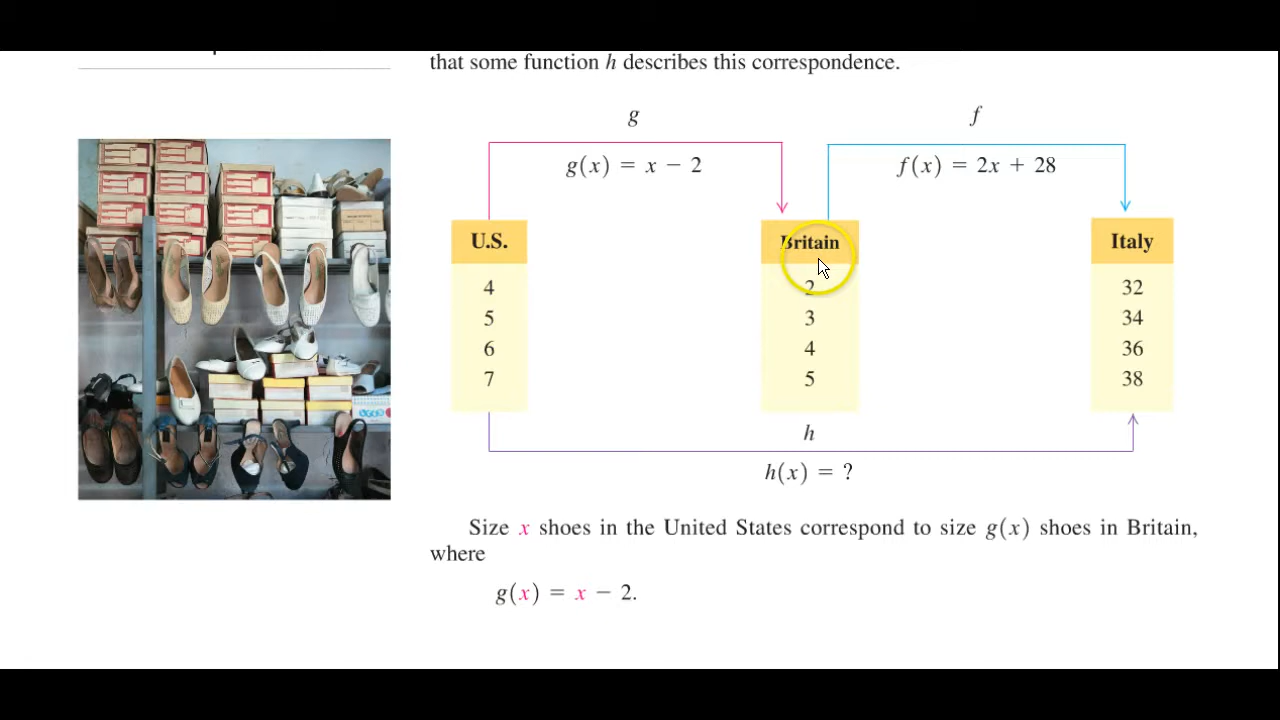 that some function h describes this correspondence.
g f
g(x) = x − 2 f(x) = 2x + 28
U.S. Britain Italy
4 2 32
5 3 34
6 4 36
7 5 38
h
h(x) = ?
Size x shoes in the United States correspond to size g(x) shoes in Britain,
where
g(x) = x − 2.